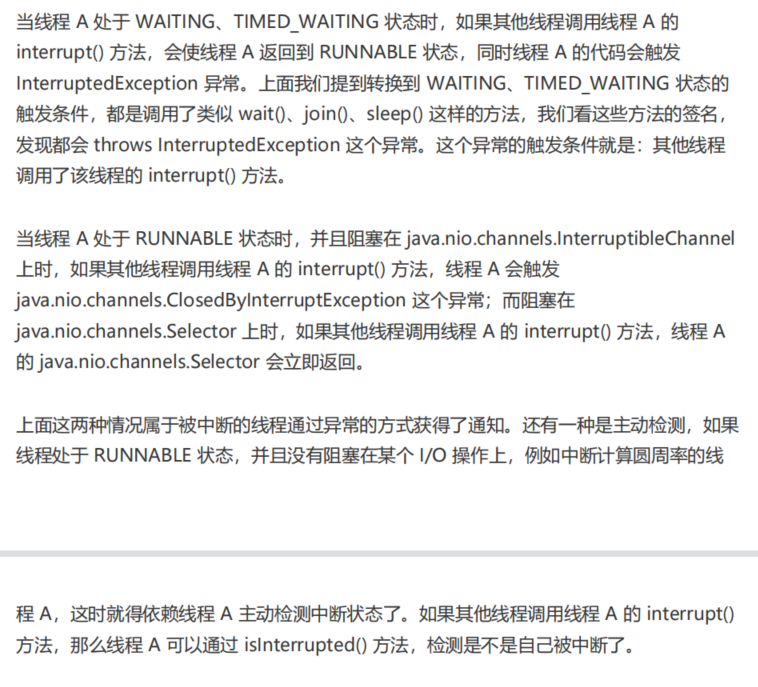 当线程 A 处于 WAITING、TIMED_WAITING 状态时，如果其他线程调用线程 A 的
interrupt() 方法，会使线程 A 返回到 RUNNABLE 状态，同时线程 A 的代码会触发
InterruptedException 异常。上面我们提到转换到 WAITING、TIMED_WAITING 状态的
触发条件，都是调用了类似 wait()、join()、sleep() 这样的方法，我们看这些方法的签名，
发现都会 throws InterruptedException 这个异常。这个异常的触发条件就是：其他线程
调用了该线程的 interrupt() 方法。
当线程 A 处于 RUNNABLE 状态时，并且阻塞在 java.nio.channels.InterruptibleChannel
上时，如果其他线程调用线程 A 的 interrupt() 方法，线程 A 会触发
java.nio.channels.ClosedByInterruptException 这个异常；而阻塞在
java.nio.channels.Selector 上时，如果其他线程调用线程 A 的 interrupt() 方法，线程 A
的 java.nio.channels.Selector 会立即返回。
上面这两种情况属于被中断的线程通过异常的方式获得了通知。还有一种是主动检测，如果
线程处于 RUNNABLE 状态，并且没有阻塞在某个 I/O 操作上，例如中断计算圆周率的线
程 A，这时就得依赖线程 A 主动检测中断状态了。如果其他线程调用线程 A 的 interrupt()
方法，那么线程 A 可以通过 isInterrupted() 方法，检测是不是自己被中断了。